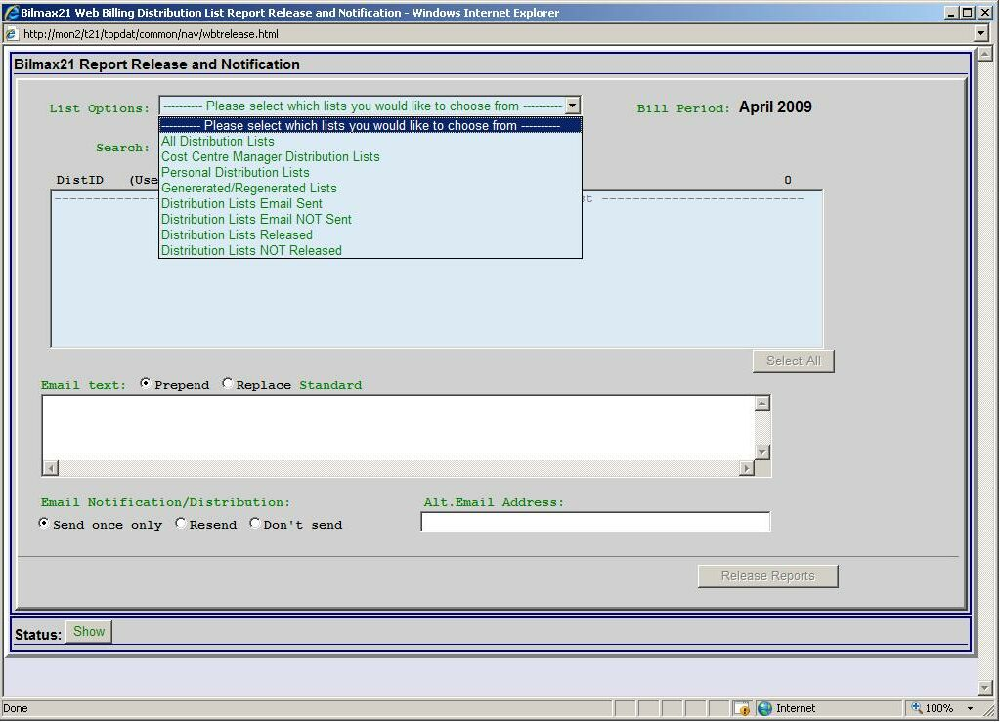 Bilmax21 Web Billing Distribution List Report Release and Notification - Windows Internet Explorer
http://mon2/t21/topdat/common/nav/wbtrelease.html
Bilmax21 Report Release and Notification
List Options: ---------- Please select which lists you would like to choose from ---------- Bill Period: April 2009
---------- Please select which lists you would like to choose from ----------
All Distribution Lists
Search:
Cost Centre Manager Distribution Lists
Personal Distribution Lists
DistID (Use 0
Genererated/Regenerated Lists
Distribution Lists Email Sent
Distribution Lists Email NOT Sent
Distribution Lists Released
Distribution Lists NOT Released
Select All
Email text: Prepend Replace Standard
Email Notification/Distribution: Alt.Email Address:
Send once only Resend Don't send
Release Reports
Status: Show
Done Internet 100%